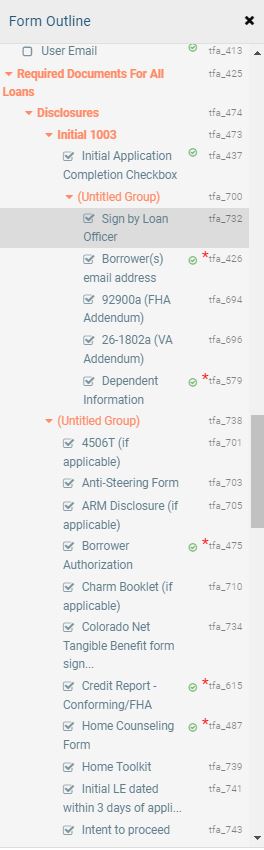 Form Outline ×
User Email tfa_413
Required Documents For All tfa_425
Loans
Disclosures tfa_474
Initial 1003 tfa_473
Initial Application tfa_437
Completion Checkbox
(Untitled Group) tfa_700
Sign by Loan tfa_732
Officer
Borrower(s) *tfa_426
email address
92900a (FHA tfa_694
Addendum)
26-1802a (VA tfa_696
Addendum)
Dependent *tfa_579
Information
(Untitled Group) tfa_738
4506T (if tfa_701
applicable)
Anti-Steering Form tfa_703
ARM Disclosure (if tfa_705
applicable)
Borrower *tfa_475
Authorization
Charm Booklet (if tfa_710
applicable)
Colorado Net tfa_734
Tangible Benefit form
sign...
Credit Report - *tfa_615
Conforming/FHA
Home Counseling *tfa_487
Form
Home Toolkit tfa_739
Initial LE dated tfa_741
within 3 days of appli...
Intent to proceed tfa_743